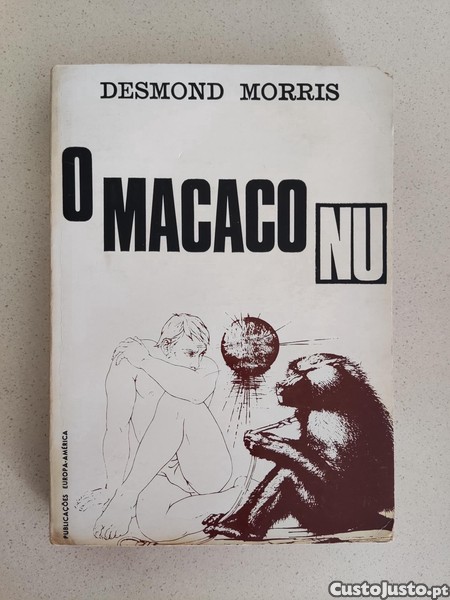 DESMOND MORRIS
O MACACO NU
PUBLICAÇÕES EUROPA-AMÉRICA
CustoJusto.pt